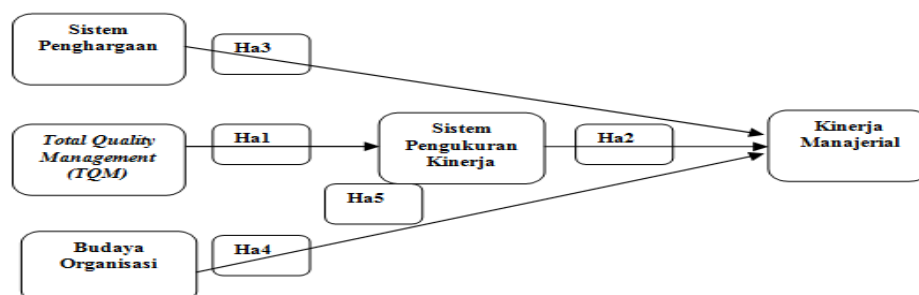 Sistem
Penghargaan
Ha3
Total Quality
Management
(TQM)
Ha1
Sistem
Pengukuran
Kinerja
Ha2
Kinerja
Manajerial
Ha5
Budaya
Organisasi
Ha4